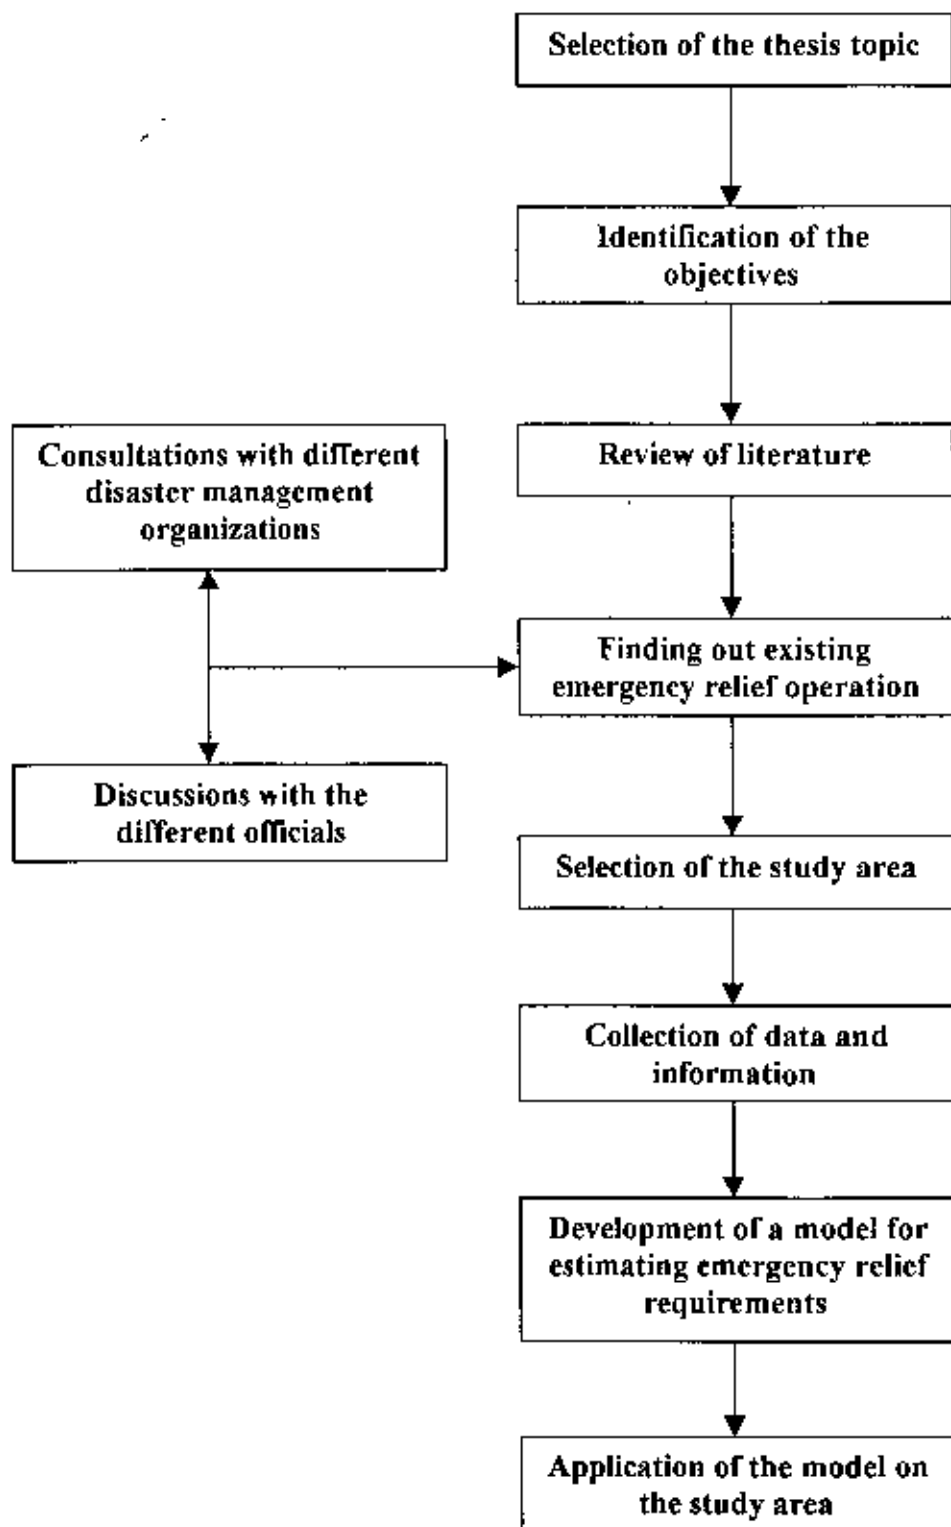 Selection of the thesis topic
Identification of the
objectives
Review of literature
Consultations with different
disaster management
organizations
Finding out existing
emergency relief operation
Discussions with the
different officials
Selection of the study area
Collection of data and
information
Development of a model for
estimating emergency relief
requirements
Application of the model on
the study area